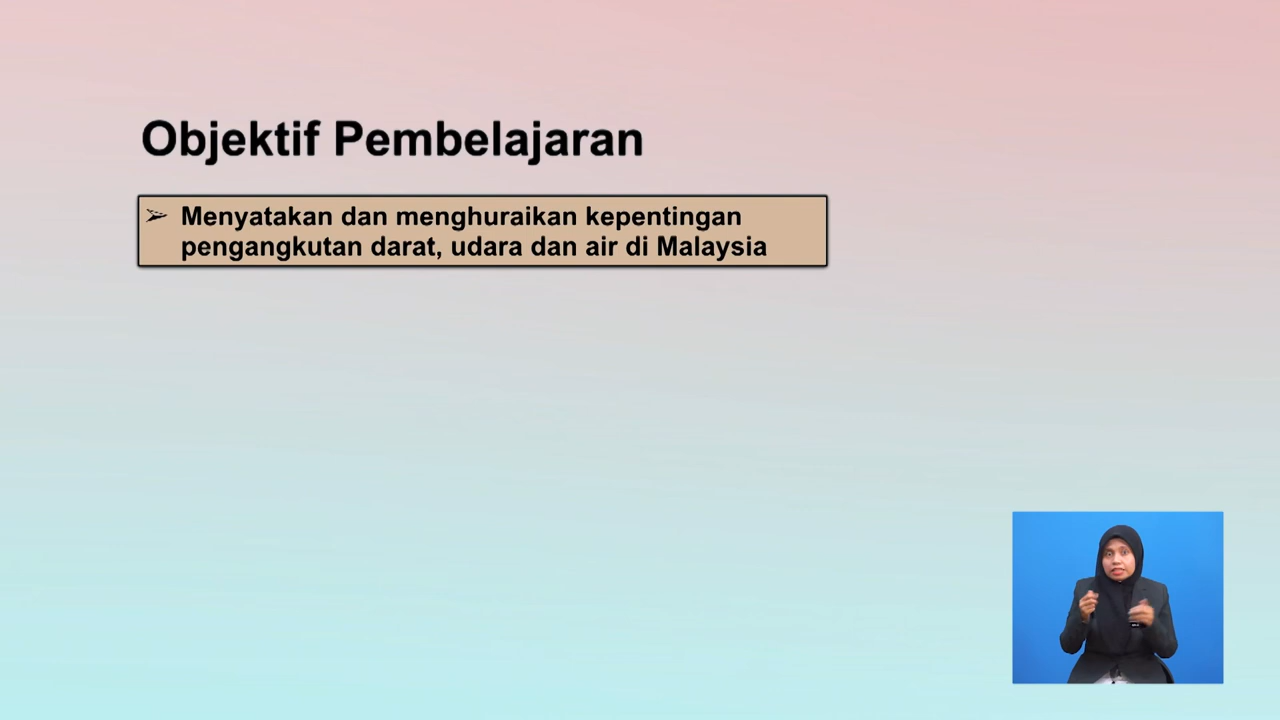 Objektif Pembelajaran
➢ Menyatakan dan menghuraikan kepentingan
pengangkutan darat, udara dan air di Malaysia